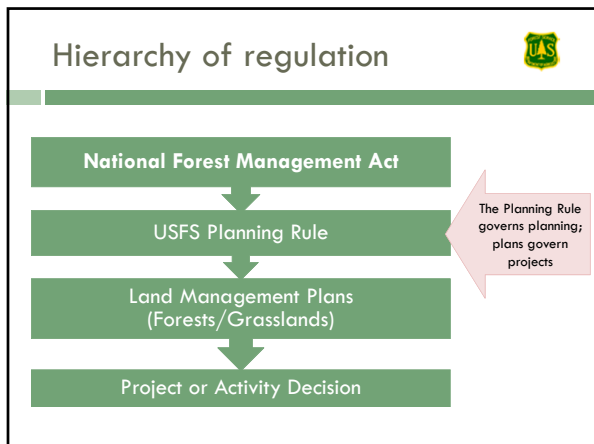 Hierarchy of regulation
UAS
National Forest Management Act
USFS Planning Rule
The Planning Rule
governs planning;
plans govern
projects
Land Management Plans
(Forests/Grasslands)
Project or Activity Decision